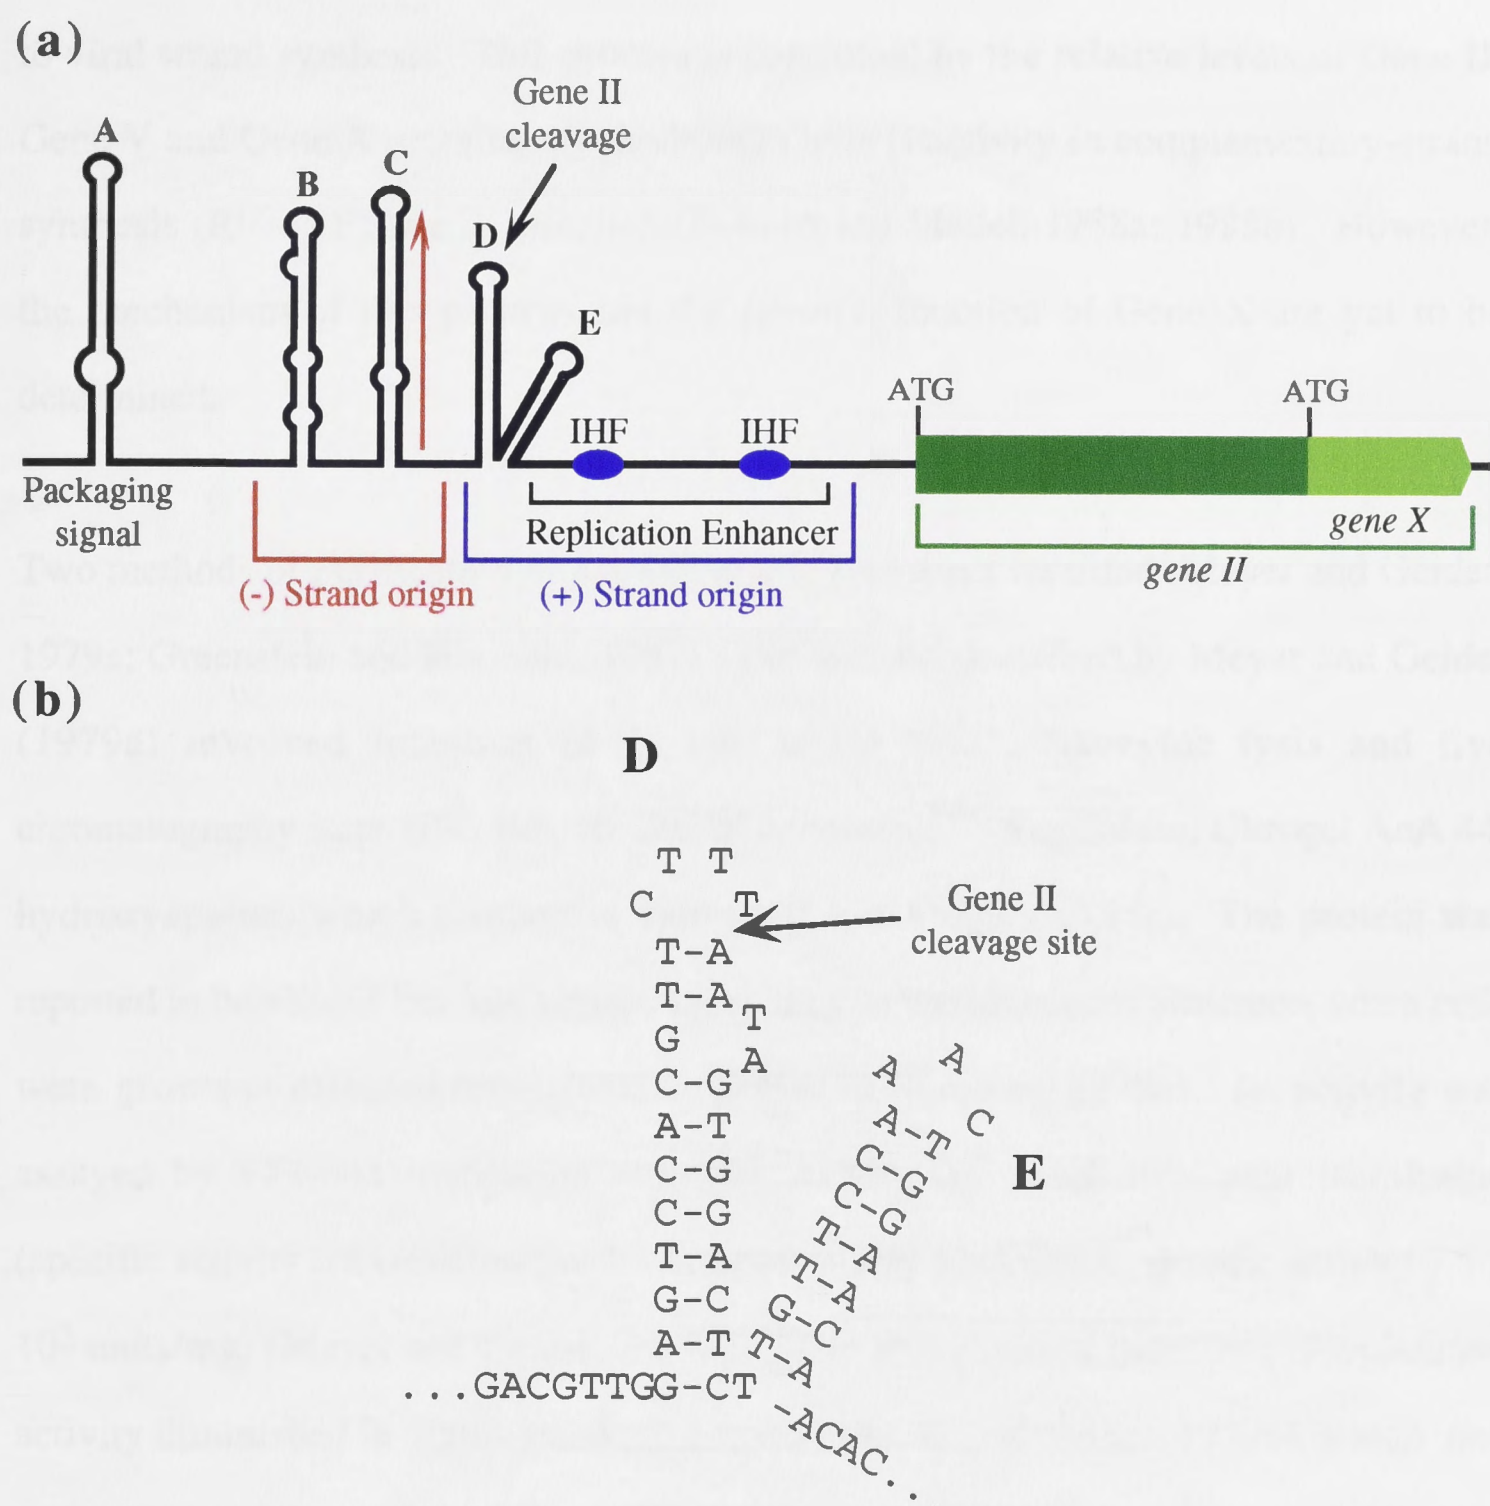 (a)
A
B
C
D
E
Gene II
cleavage
IHF
IHF
ATG
ATG
Packaging
signal
Replication Enhancer
(-) Strand origin
(+) Strand origin
gene X
gene II
(b)
D
T T
C T
Gene II
cleavage site
T-A
T-A
T
G
A
C-G
A-T
C-G
C-G
T-A
G-C
A-T
...GACGTTGG-CT
A A
C
A-T
C-G
C-G
T-A
T-A
G-C
T-A
-ACAC..
E